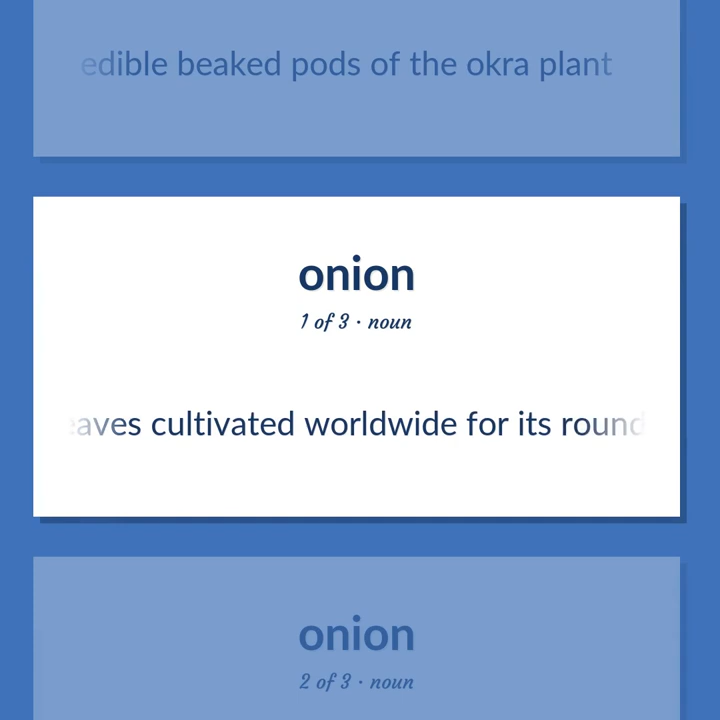 edible beaked pods of the okra plant
onion
1 of 3 · noun
eaves cultivated worldwide for its round
onion
2 of 3 · noun